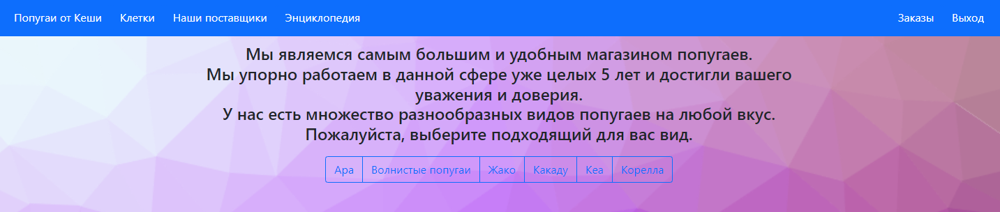 Попугаи от Кеши Клетки Наши поставщики Энциклопедия Заказы Выход
Мы являемся самым большим и удобным магазином попугаев.
Мы упорно работаем в данной сфере уже целых 5 лет и достигли вашего
уважения и доверия.
У нас есть множество разнообразных видов попугаев на любой вкус.
Пожалуйста, выберите подходящий для вас вид.
Ара Волнистые попугаи Жако Какаду Кеа Корелла